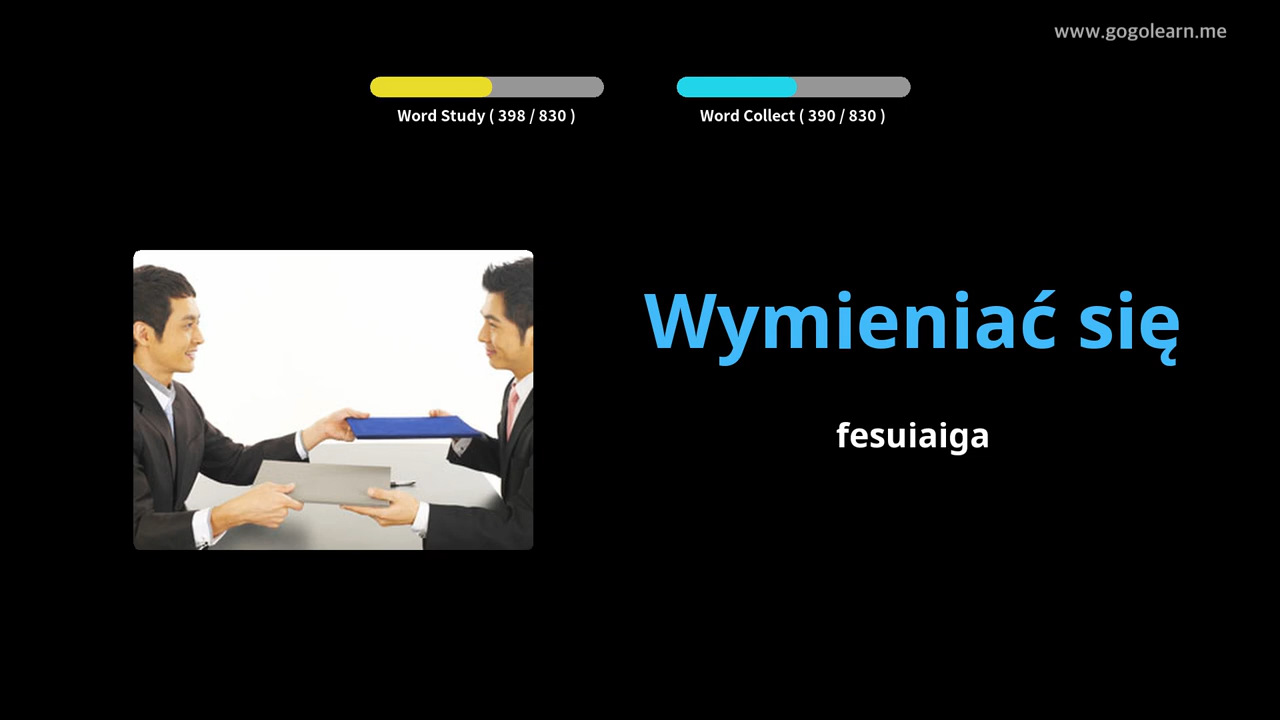 www.gogolearn.me
Word Study ( 398 / 830 )
Word Collect ( 390 / 830 )
Wymieniać się
fesuiaiga